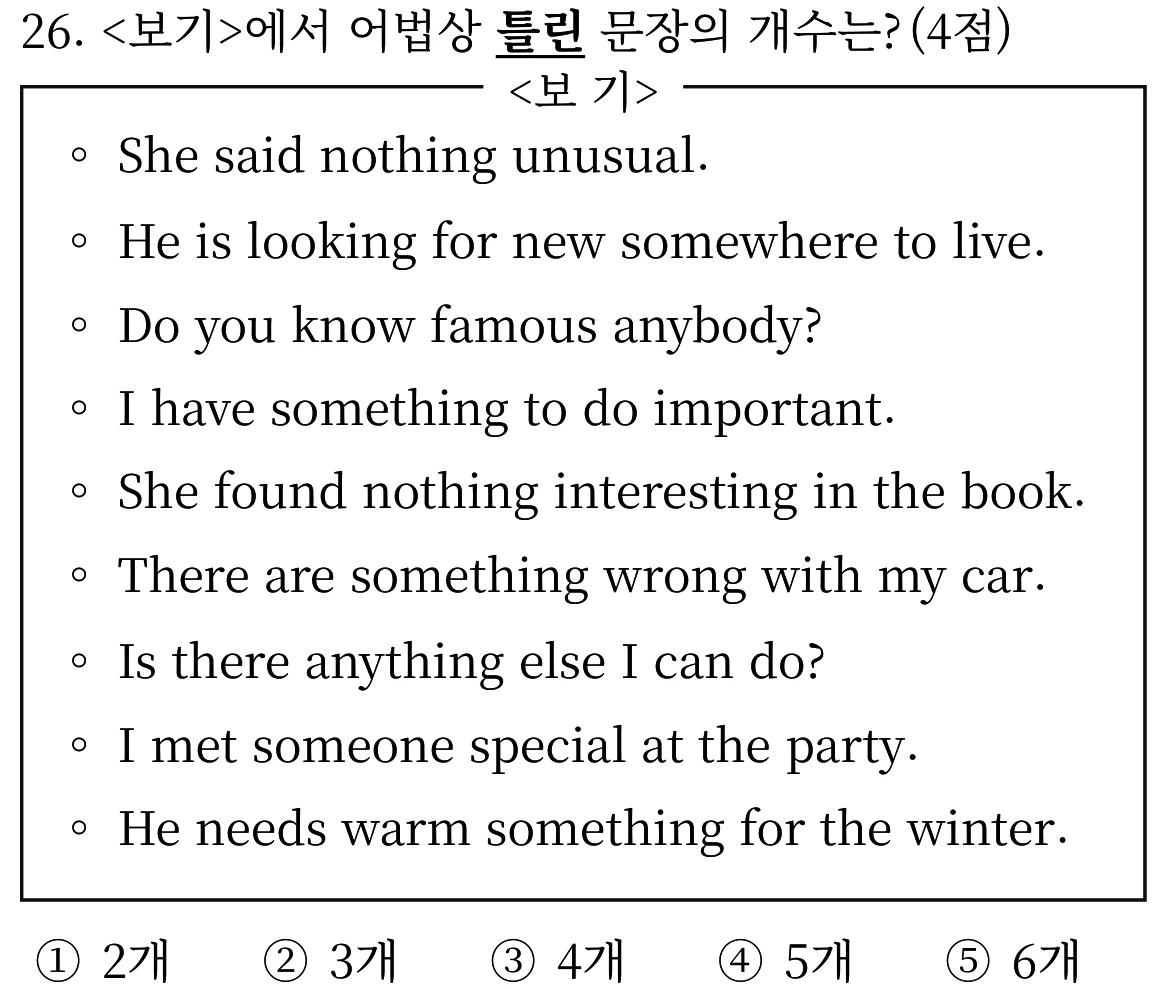 26. <보기>에서 어법상 틀린 문장의 개수는? (4점)
<보 기>
◦ She said nothing unusual.
◦ He is looking for new somewhere to live.
◦ Do you know famous anybody?
◦ I have something to do important.
◦ She found nothing interesting in the book.
◦ There are something wrong with my car.
◦ Is there anything else I can do?
◦ I met someone special at the party.
◦ He needs warm something for the winter.
① 2개 ② 3개 ③ 4개 ④ 5개 ⑤ 6개